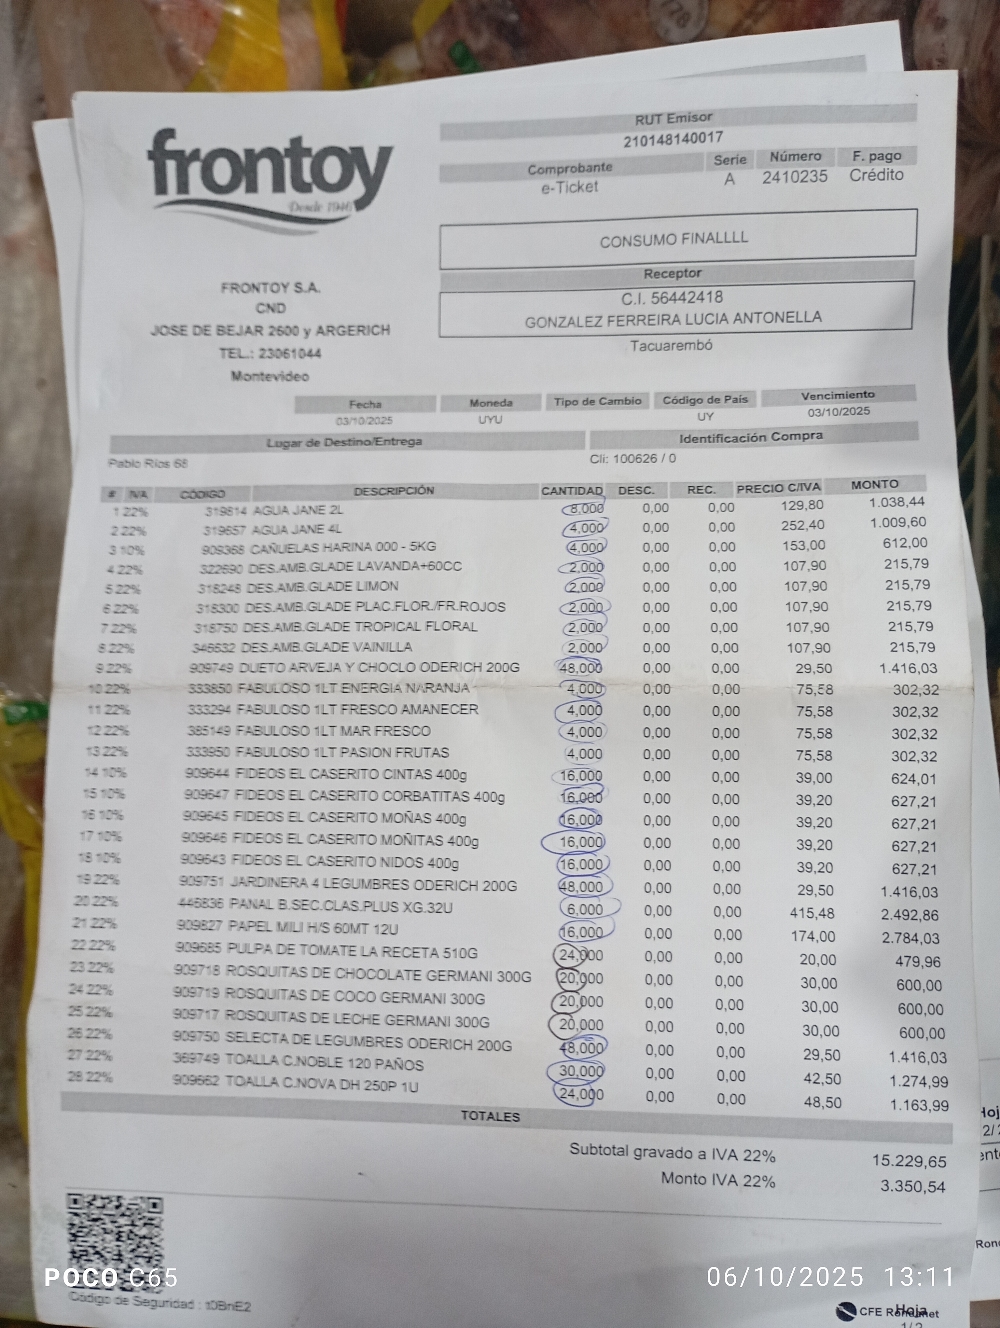 frontoy
Desde 1946
RUT Emisor
210148140017
Comprobante Serie Número F. pago
e-Ticket A 2410235 Crédito
CONSUMO FINALLLL
Receptor
C.I. 56442418
GONZALEZ FERREIRA LUCIA ANTONELLA
Tacuarembó
FRONTOY S.A.
CND
JOSE DE BEJAR 2600 y ARGERICH
TEL.: 23061044
Montevideo
Fecha Moneda Tipo de Cambio Código de País Vencimiento
03/10/2025 UYU UY 03/10/2025
Lugar de Destino/Entrega Identificación Compra
Pablo Rios 68 Cli: 100626 / 0
# IVA CÓDIGO DESCRIPCIÓN CANTIDAD DESC. REC. PRECIO C/IVA MONTO
1 22% 319814 AGUA JANE 2L 8,000 0,00 0,00 129,80 1.038,44
2 22% 319657 AGUA JANE 4L 4,000 0,00 0,00 252,40 1.009,60
3 10% 909368 CAÑUELAS HARINA 000 - 5KG 4,000 0,00 0,00 153,00 612,00
4 22% 322690 DES.AMB.GLADE LAVANDA+60CC 2,000 0,00 0,00 107,90 215,79
5 22% 318248 DES.AMB.GLADE LIMON 2,000 0,00 0,00 107,90 215,79
6 22% 318300 DES.AMB.GLADE PLAC.FLOR./FR.ROJOS 2,000 0,00 0,00 107,90 215,79
7 22% 318750 DES.AMB.GLADE TROPICAL FLORAL 2,000 0,00 0,00 107,90 215,79
8 22% 346632 DES.AMB.GLADE VAINILLA 2,000 0,00 0,00 107,90 215,79
9 22% 909749 DUETO ARVEJA Y CHOCLO ODERICH 200G 48,000 0,00 0,00 29,50 1.416,03
10 22% 333850 FABULOSO 1LT ENERGIA NARANJA 4,000 0,00 0,00 75,58 302,32
11 22% 333294 FABULOSO 1LT FRESCO AMANECER 4,000 0,00 0,00 75,58 302,32
12 22% 385149 FABULOSO 1LT MAR FRESCO 4,000 0,00 0,00 75,58 302,32
13 22% 333950 FABULOSO 1LT PASION FRUTAS 4,000 0,00 0,00 75,58 302,32
14 10% 909644 FIDEOS EL CASERITO CINTAS 400g 16,000 0,00 0,00 39,00 624,01
15 10% 909647 FIDEOS EL CASERITO CORBATITAS 400g 16,000 0,00 0,00 39,20 627,21
16 10% 909645 FIDEOS EL CASERITO MOÑAS 400g 16,000 0,00 0,00 39,20 627,21
17 10% 909646 FIDEOS EL CASERITO MOÑITAS 400g 16,000 0,00 0,00 39,20 627,21
18 10% 909643 FIDEOS EL CASERITO NIDOS 400g 16,000 0,00 0,00 39,20 627,21
19 22% 909751 JARDINERA 4 LEGUMBRES ODERICH 200G 48,000 0,00 0,00 29,50 1.416,03
20 22% 446836 PANAL B.SEC.CLAS.PLUS XG.32U 6,000 0,00 0,00 415,48 2.492,86
21 22% 909827 PAPEL MILI H/S 60MT 12U 16,000 0,00 0,00 174,00 2.784,03
22 22% 909685 PULPA DE TOMATE LA RECETA 510G 24,000 0,00 0,00 20,00 479,96
23 22% 909718 ROSQUITAS DE CHOCOLATE GERMANI 300G 20,000 0,00 0,00 30,00 600,00
24 22% 909719 ROSQUITAS DE COCO GERMANI 300G 20,000 0,00 0,00 30,00 600,00
25 22% 909717 ROSQUITAS DE LECHE GERMANI 300G 20,000 0,00 0,00 30,00 600,00
26 22% 909750 SELECTA DE LEGUMBRES ODERICH 200G 48,000 0,00 0,00 29,50 1.416,03
27 22% 369749 TOALLA C.NOBLE 120 PAÑOS 30,000 0,00 0,00 42,50 1.274,99
28 22% 909662 TOALLA C.NOVA DH 250P 1U 24,000 0,00 0,00 48,50 1.163,99
TOTALES
Subtotal gravado a IVA 22% 15.229,65
Monto IVA 22% 3.350,54
POCO C65
06/10/2025 13:11
Código de Seguridad : t0BnE2
CFE
Hoja
1/2